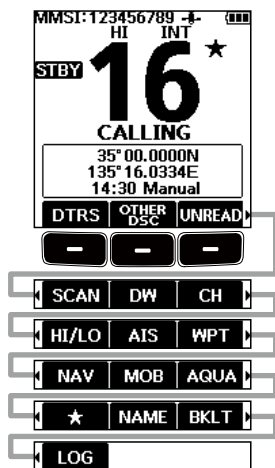 MMSI:123456789
HI INT
STBY 16 ★
CALLING
35°00.0000N
135°16.0334E
14:30 Manual
DTRS OTHER DSC UNREAD
SCAN DW CH
HI/LO AIS WPT
NAV MOB AQUA
★ NAME BKLT
LOG